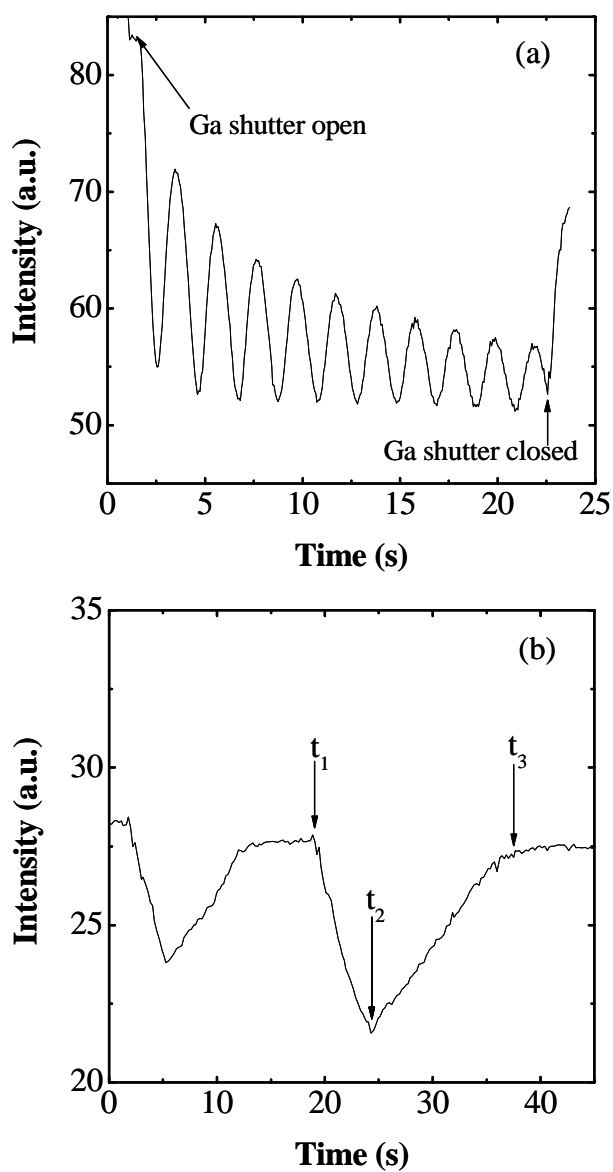 (a)
80
Ga shutter open
70
60
50
Ga shutter closed
0 5 10 15 20 25
Intensity (a.u.)
Time (s)
35
(b)
30
t1
t3
t2
25
20
0 10 20 30 40
Intensity (a.u.)
Time (s)